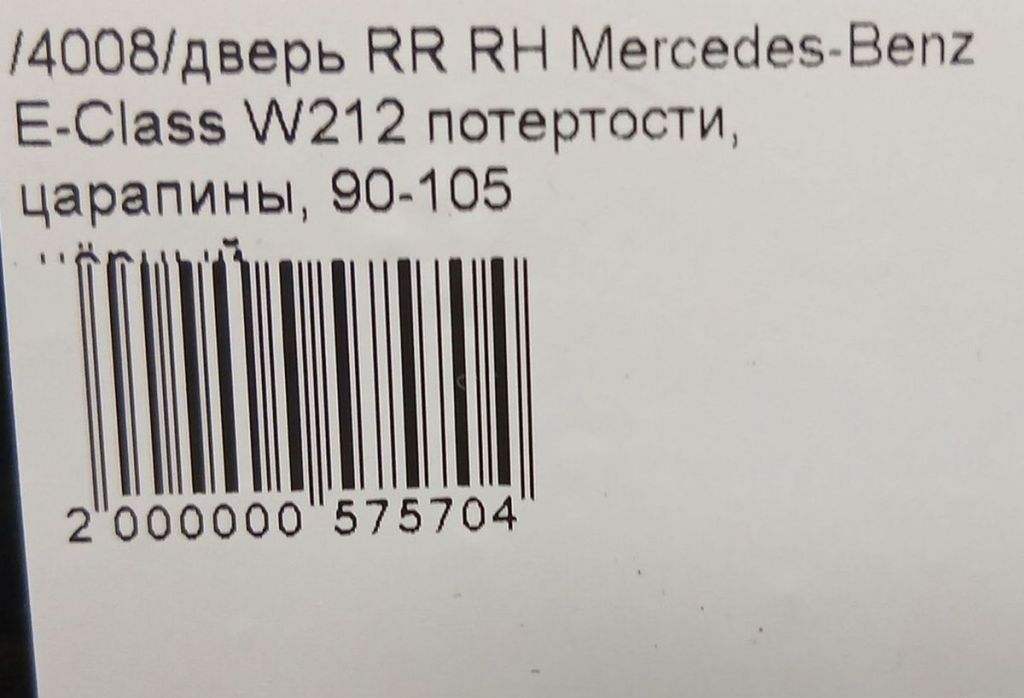 /4008/дверь RR RH Mercedes-Benz
E-Class W212 потертости,
царапины, 90-105
2 000000 575704